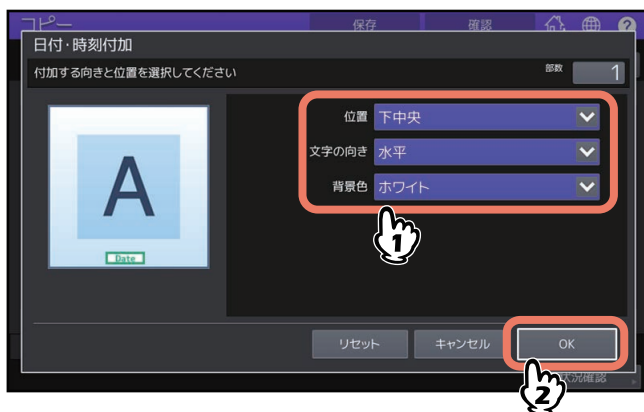 コピー 保存 確認 ?
日付・時刻付加
付加する向きと位置を選択してください 部数 1
位置 下中央
文字の向き 水平
背景色 ホワイト
A
Date
1
リセット キャンセル OK
状況確認
2